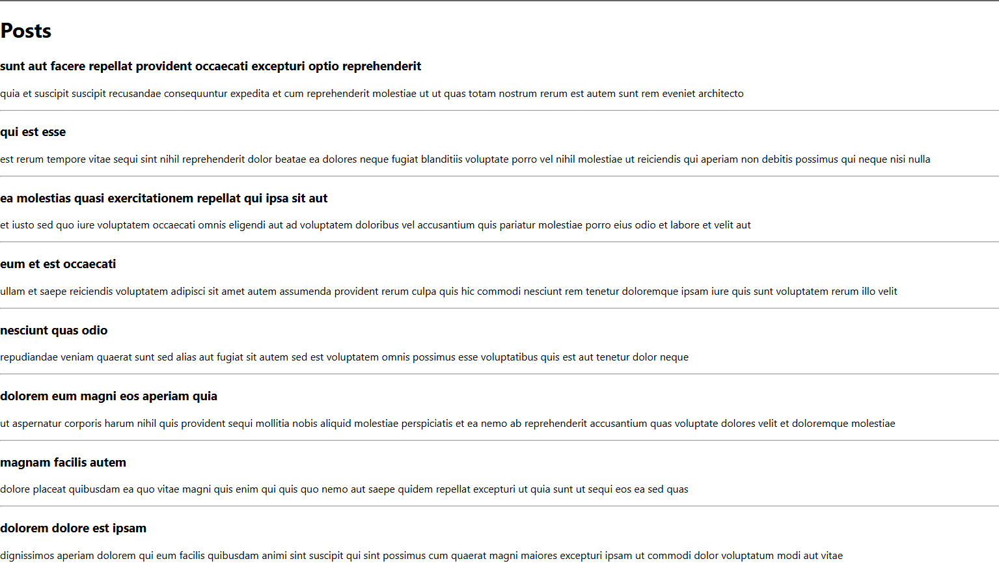 Posts
sunt aut facere repellat provident occaecati excepturi optio reprehenderit
quia et suscipit suscipit recusandae consequuntur expedita et cum reprehenderit molestiae ut ut quas totam nostrum rerum est autem sunt rem eveniet architecto
qui est esse
est rerum tempore vitae sequi sint nihil reprehenderit dolor beatae ea dolores neque fugiat blanditiis voluptate porro vel nihil molestiae ut reiciendis qui aperiam non debitis possimus qui neque nisi nulla
ea molestias quasi exercitationem repellat qui ipsa sit aut
et iusto sed quo iure voluptatem occaecati omnis eligendi aut ad voluptatem doloribus vel accusantium quis pariatur molestiae porro eius odio et labore et velit aut
eum et est occaecati
ullam et saepe reiciendis voluptatem adipisci sit amet autem assumenda provident rerum culpa quis hic commodi nesciunt rem tenetur doloremque ipsam iure quis sunt voluptatem rerum illo velit
nesciunt quas odio
repudiandae veniam quaerat sunt sed alias aut fugiat sit autem sed est voluptatem omnis possimus esse voluptatibus quis est aut tenetur dolor neque
dolorem eum magni eos aperiam quia
ut aspernatur corporis harum nihil quis provident sequi mollitia nobis aliquid molestiae perspiciatis et ea nemo ab reprehenderit accusantium quas voluptate dolores velit et doloremque molestiae
magnam facilis autem
dolore placeat quibusdam ea quo vitae magni quis enim qui quis quo nemo aut saepe quidem repellat excepturi ut quia sunt ut sequi eos ea sed quas
dolorem dolore est ipsam
dignissimos aperiam dolorem qui eum facilis quibusdam animi sint suscipit qui sint possimus cum quaerat magni maiores excepturi ipsam ut commodi dolor voluptatum modi aut vitae